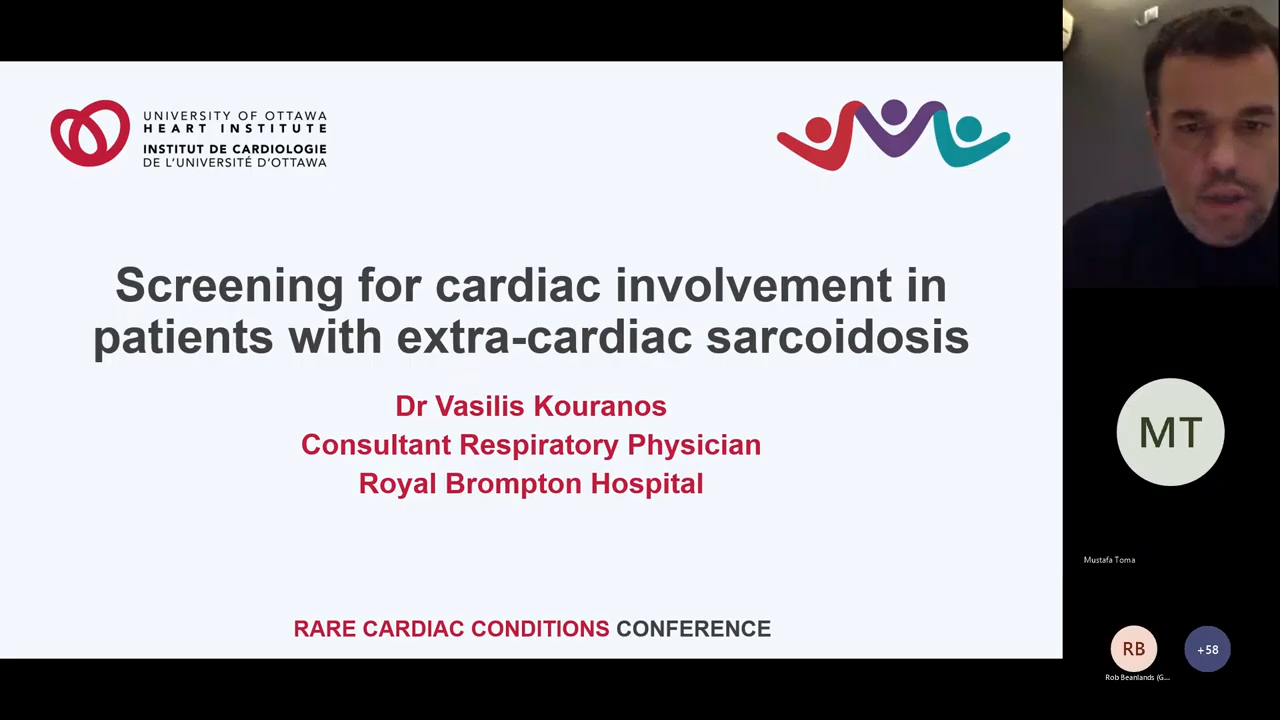 UNIVERSITY OF OTTAWA
HEART INSTITUTE
INSTITUT DE CARDIOLOGIE
DE L'UNIVERSITÉ D'OTTAWA
Screening for cardiac involvement in
patients with extra-cardiac sarcoidosis
Dr Vasilis Kouranos
Consultant Respiratory Physician
Royal Brompton Hospital
RARE CARDIAC CONDITIONS CONFERENCE
MT
Mustafa Toma
RB
+58
Rob Beanlands (G...